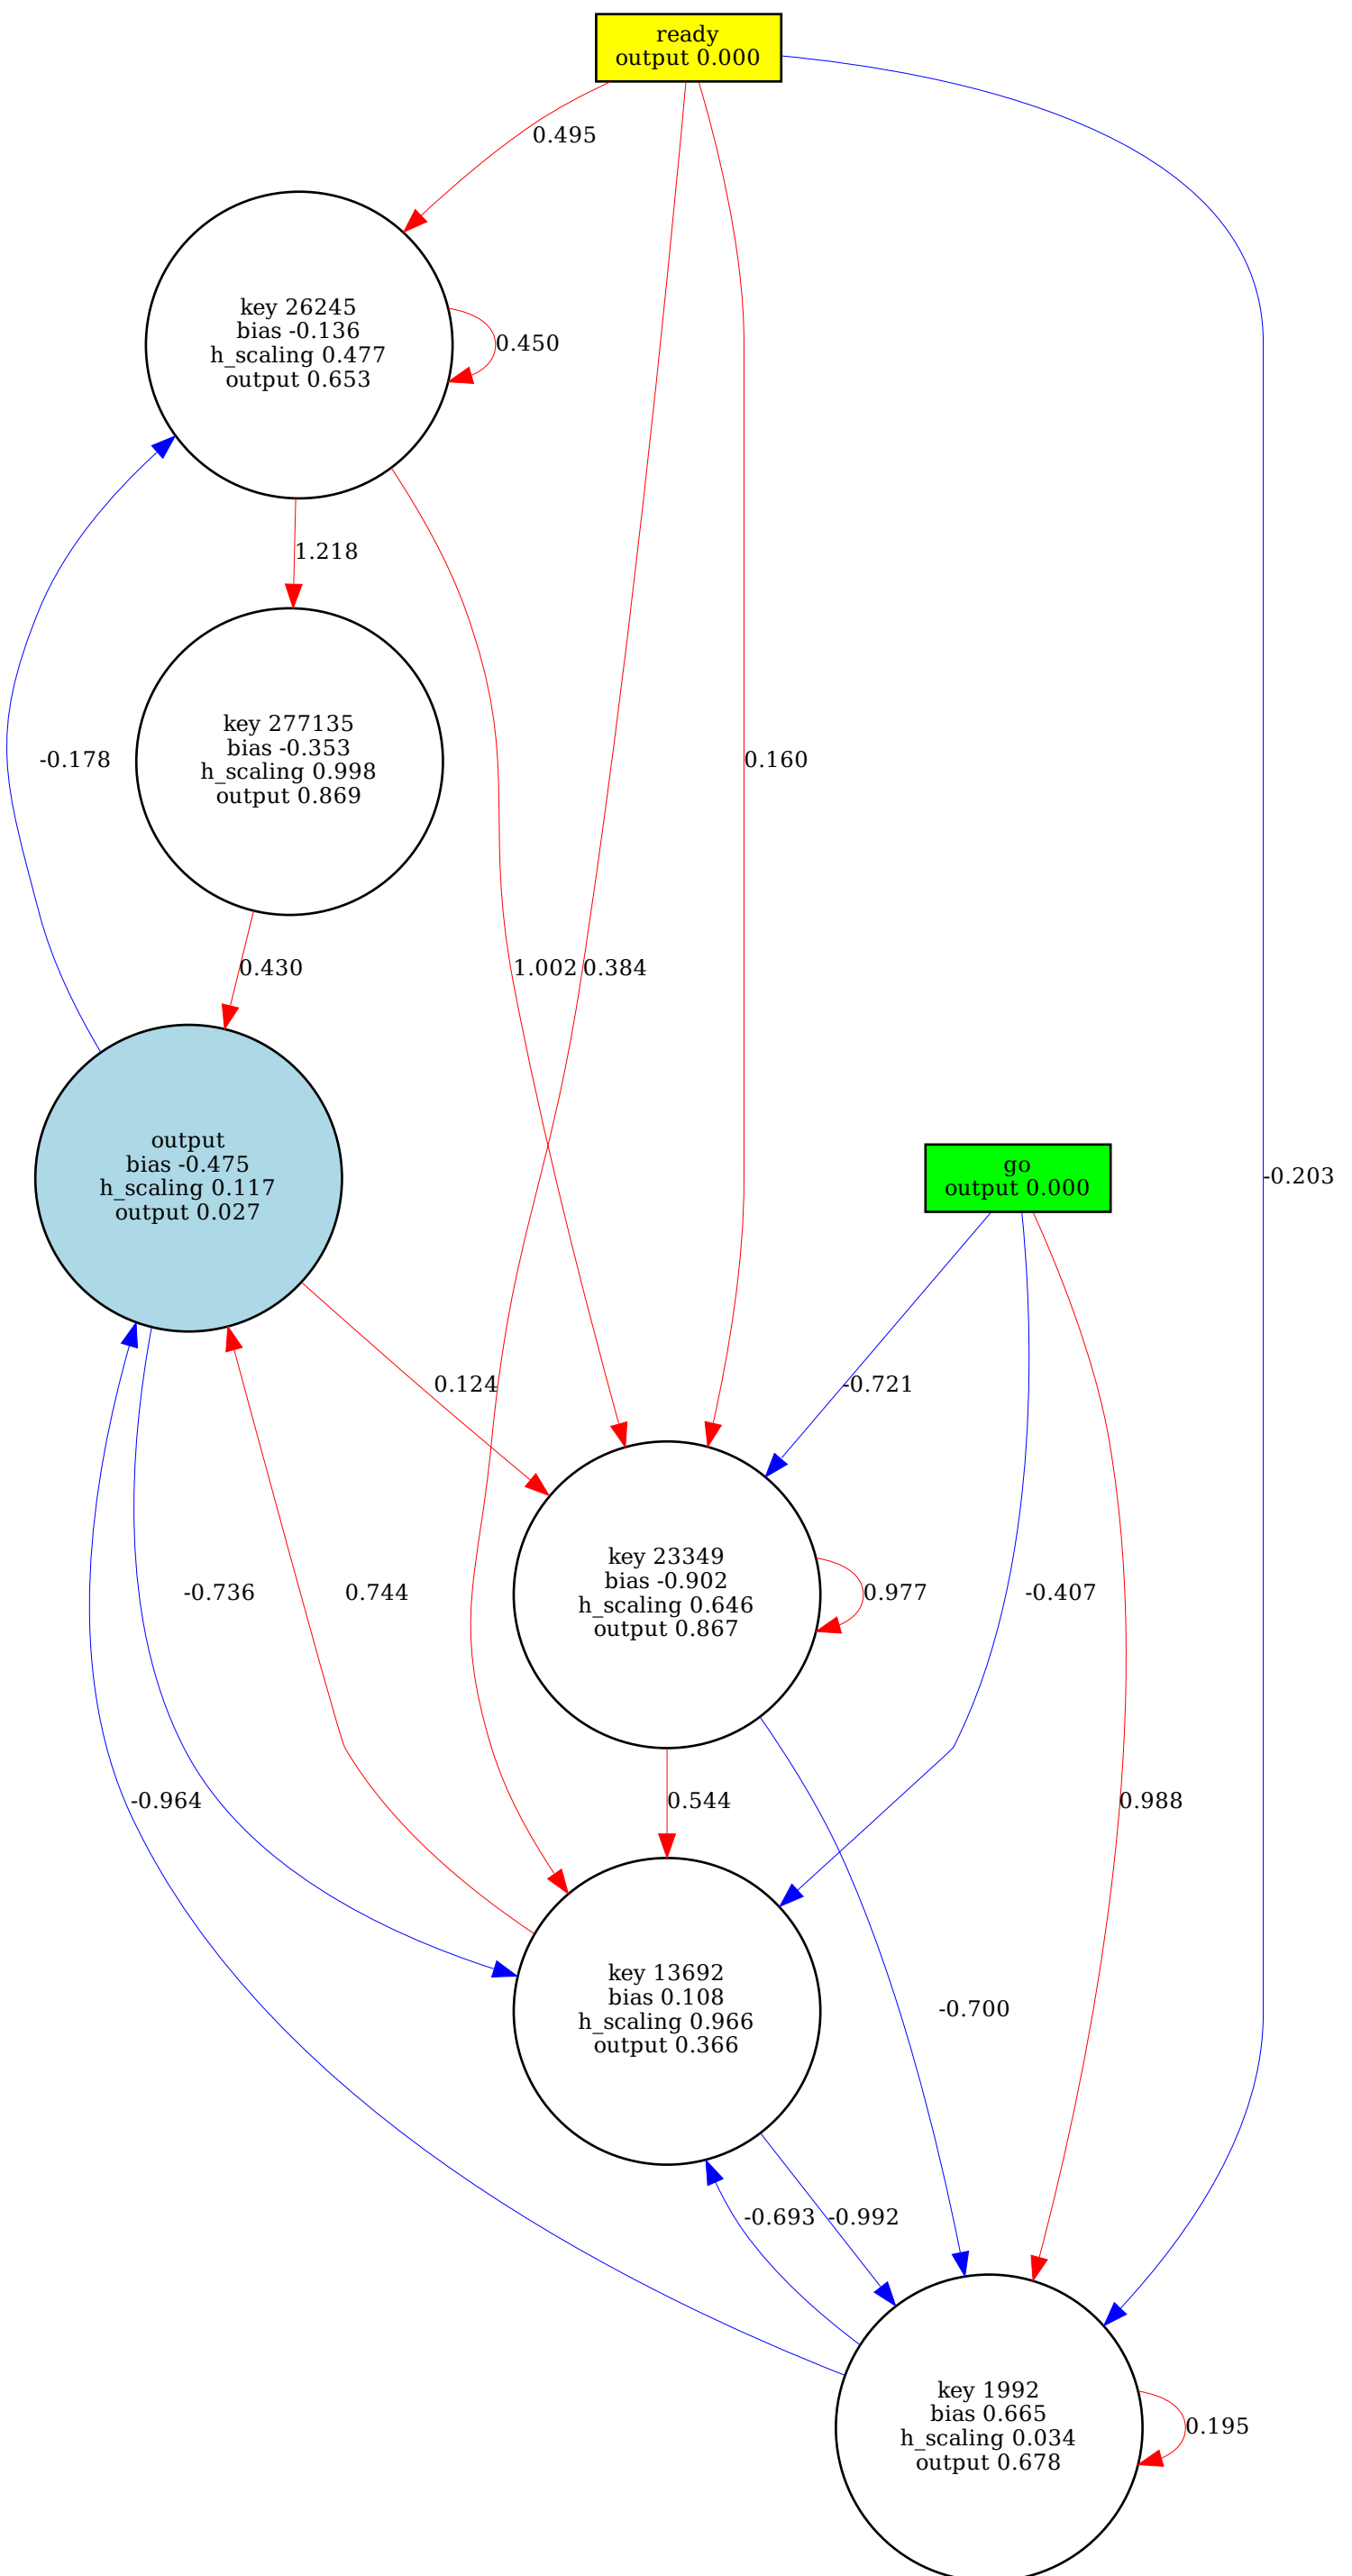 ready
output 0.000
0.495
key 26245
bias -0.136
h_scaling 0.477
output 0.653
0.450
1.218
key 277135
bias -0.353
h_scaling 0.998
output 0.869
-0.178
0.160
0.430
1.002
0.384
output
bias -0.475
h_scaling 0.117
output 0.027
go
output 0.000
-0.203
0.124
-0.721
key 23349
bias -0.902
h_scaling 0.646
output 0.867
-0.736
0.744
0.977
-0.407
-0.964
0.544
0.988
key 13692
bias 0.108
h_scaling 0.966
output 0.366
-0.700
-0.693
-0.992
key 1992
bias 0.665
h_scaling 0.034
output 0.678
0.195